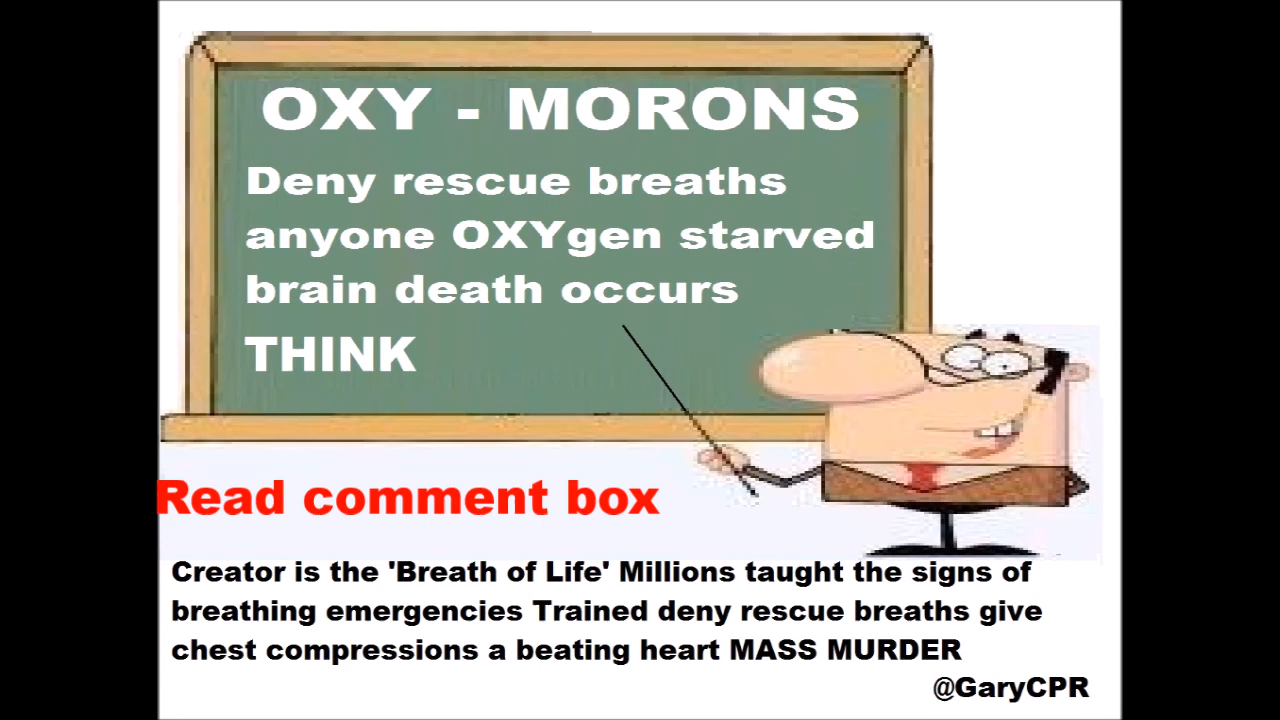 OXY - MORONS
Deny rescue breaths
anyone OXYgen starved
brain death occurs
THINK
Read comment box
Creator is the 'Breath of Life' Millions taught the signs of
breathing emergencies Trained deny rescue breaths give
chest compressions a beating heart MASS MURDER
@GaryCPR